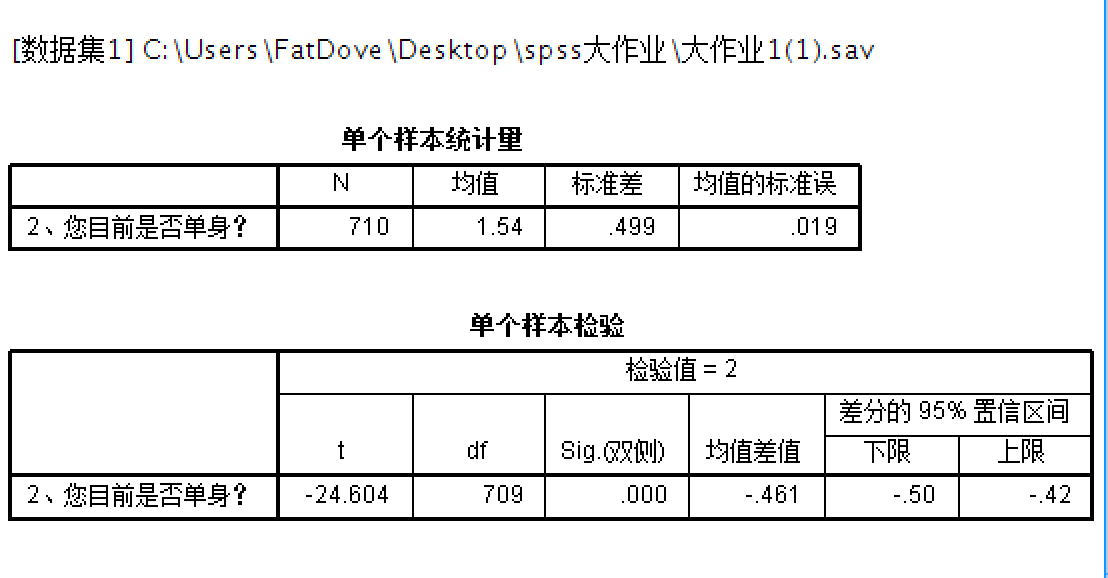 [数据集1] C:\Users\FatDove\Desktop\spss大作业\大作业1(1).sav
单个样本统计量
N 均值 标准差 均值的标准误
2、您目前是否单身？ 710 1.54 .499 .019
单个样本检验
检验值 = 2
差分的 95% 置信区间
t df Sig.(双侧) 均值差值 下限 上限
2、您目前是否单身？ -24.604 709 .000 -.461 -.50 -.42